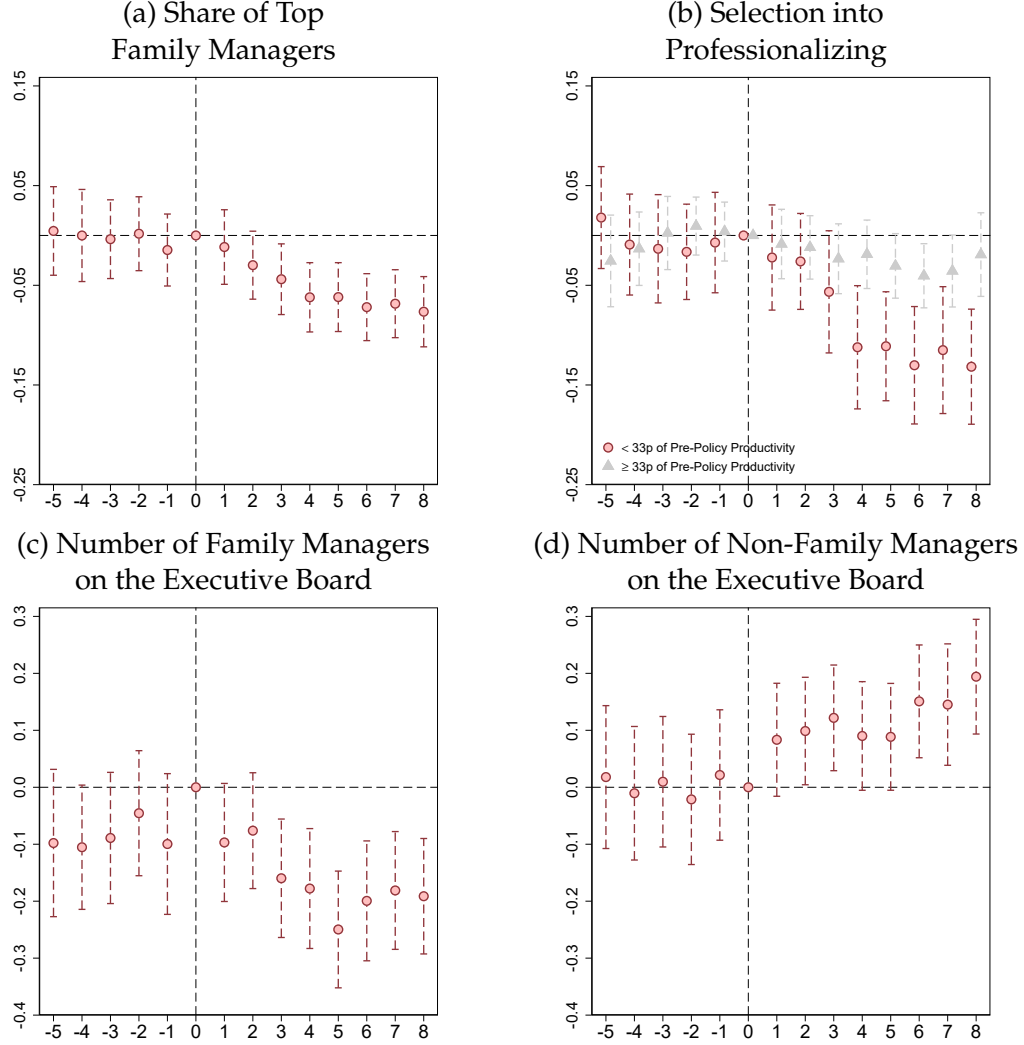 (a) Share of Top
Family Managers
0.15
0.05
-0.05
-0.15
-0.25
-5 -4 -3 -2 -1 0 1 2 3 4 5 6 7 8
(b) Selection into
Professionalizing
0.15
0.05
-0.05
-0.15
-0.25
< 33p of Pre-Policy Productivity
≥ 33p of Pre-Policy Productivity
-5 -4 -3 -2 -1 0 1 2 3 4 5 6 7 8
(c) Number of Family Managers
on the Executive Board
0.3
0.2
0.1
0.0
-0.1
-0.2
-0.3
-0.4
-5 -4 -3 -2 -1 0 1 2 3 4 5 6 7 8
(d) Number of Non-Family Managers
on the Executive Board
0.3
0.2
0.1
0.0
-0.1
-0.2
-0.3
-0.4
-5 -4 -3 -2 -1 0 1 2 3 4 5 6 7 8